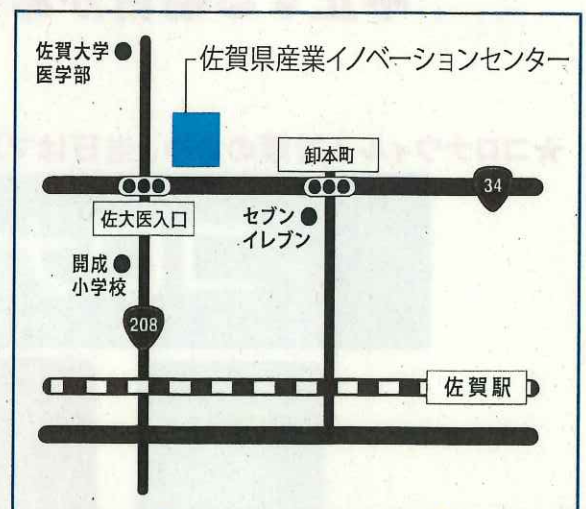 佐賀大学
医学部
佐賀県産業イノベーションセンター
卸本町
34
佐大医入口
セブン
イレブン
開成
小学校
208
佐賀駅